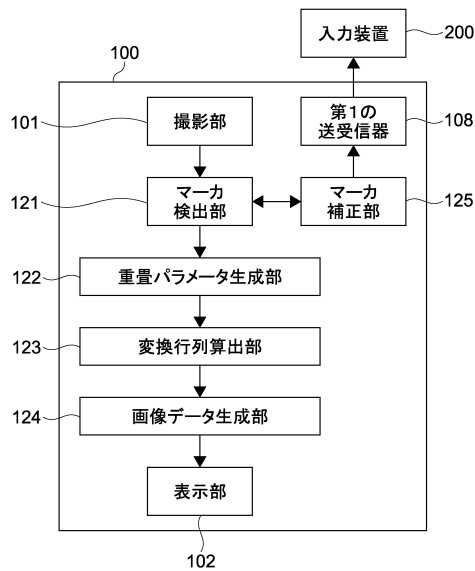 入力装置
200
100
101
撮影部
第1の
送受信器
108
121
マーカ
検出部
マーカ
補正部
125
122
重畳パラメータ生成部
123
変換行列算出部
124
画像データ生成部
表示部
102